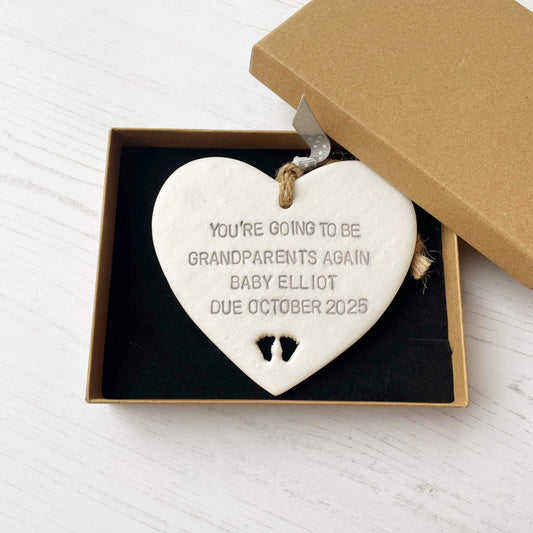 YOU'RE GOING TO BE
GRANDPARENTS AGAIN
BABY ELLIOT
DUE OCTOBER 2025